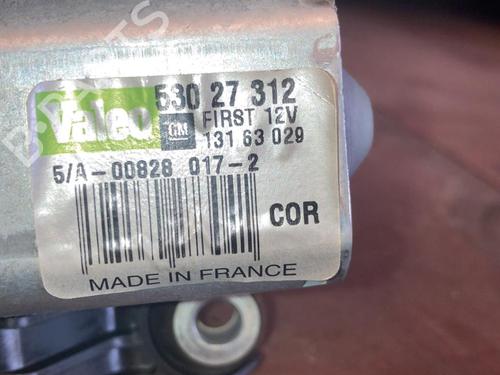 Valeo 530 27 312
GM FIRST 12V
131 63 029
5/A-00828 017-2
COR
MADE IN FRANCE